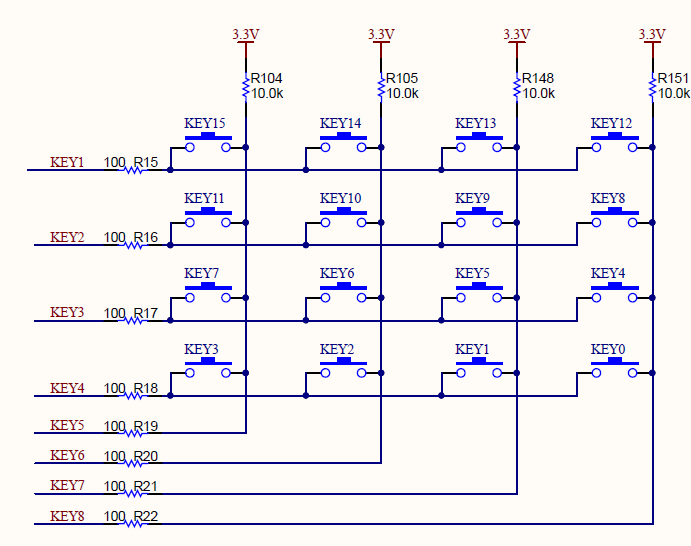 3.3V 3.3V 3.3V 3.3V
R104 R105 R148 R151
10.0k 10.0k 10.0k 10.0k
KEY15 KEY14 KEY13 KEY12
KEY1 100 R15
KEY11 KEY10 KEY9 KEY8
KEY2 100 R16
KEY7 KEY6 KEY5 KEY4
KEY3 100 R17
KEY3 KEY2 KEY1 KEY0
KEY4 100 R18
KEY5 100 R19
KEY6 100 R20
KEY7 100 R21
KEY8 100 R22